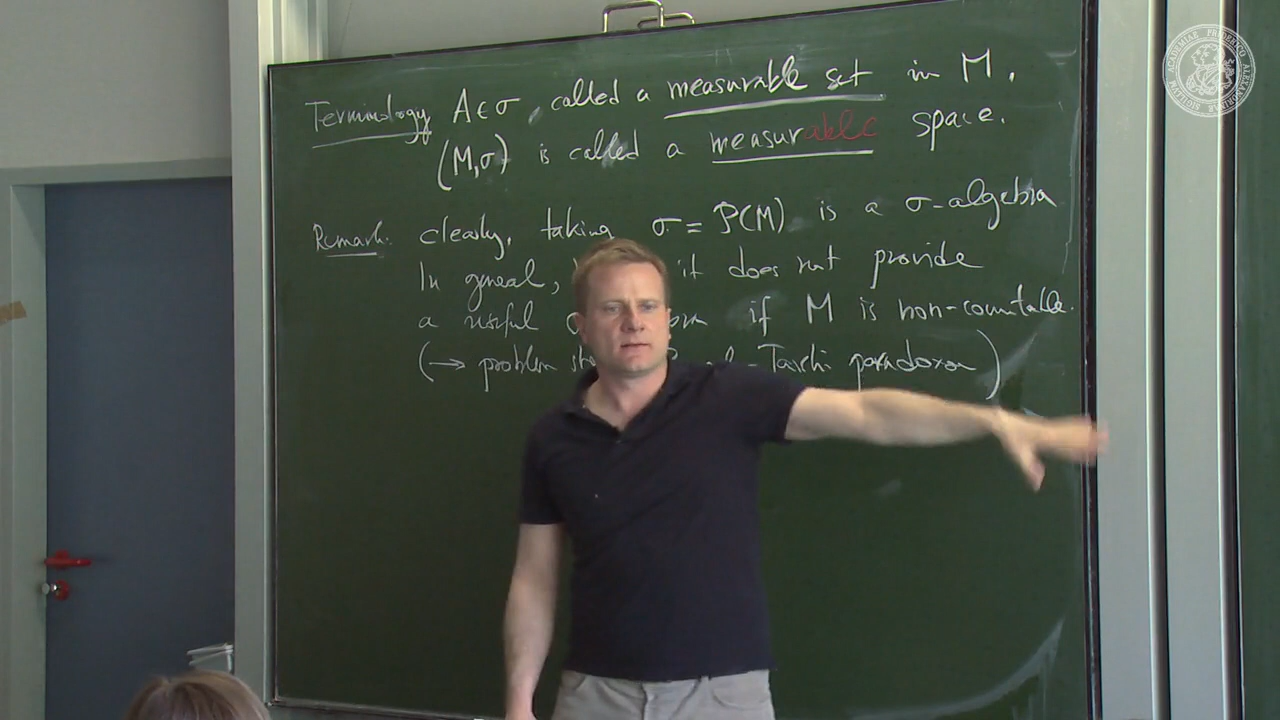 Terminology A∈σ called a measurable set in M.
(M,σ) is called a measurable space.
Remark. clearly, taking σ = P(M) is a σ-algebra
In general, it does not provide
a useful if M is non-countable.
(→ problem - Tarski paradoxon)